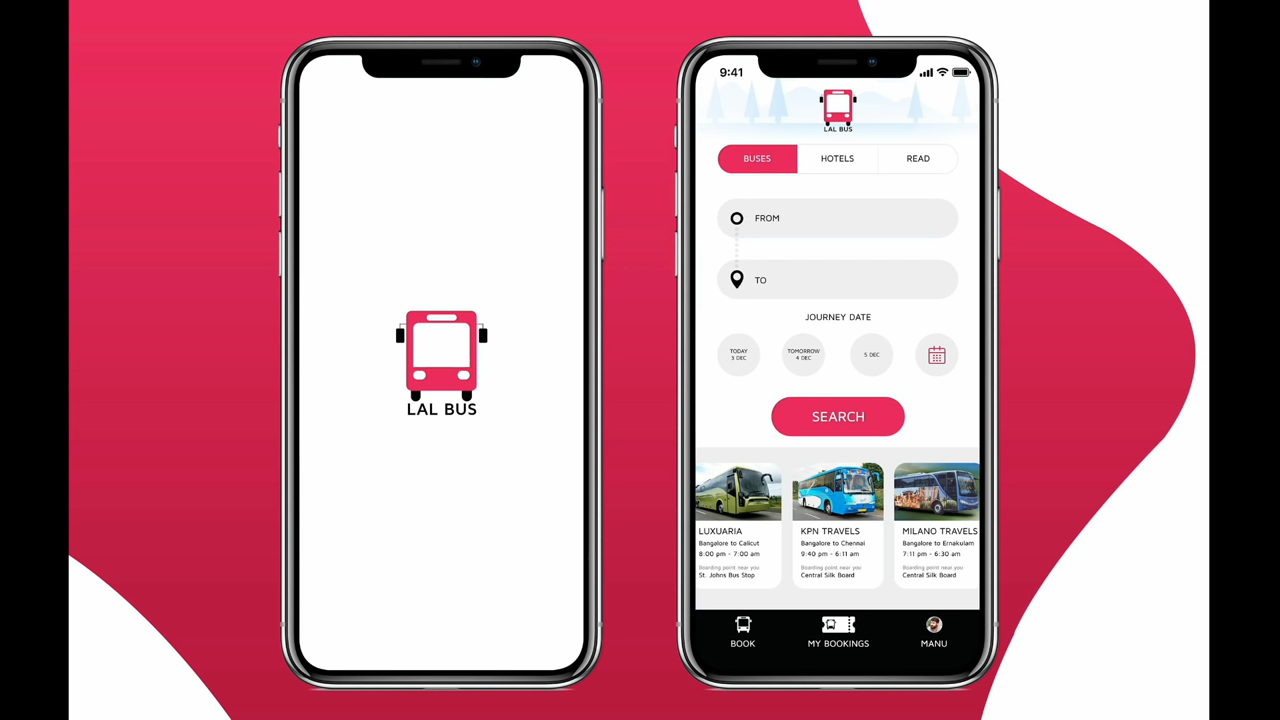 LAL BUS
9:41
LAL BUS
BUSES HOTELS READ
FROM
TO
JOURNEY DATE
TODAY
3 DEC
TOMORROW
4 DEC
5 DEC
SEARCH
LUXUARIA
Bangalore to Calicut
8:00 pm - 7:00 am
Boarding point near you
St. Johns Bus Stop
KPN TRAVELS
Bangalore to Chennai
9:40 pm - 6:11 am
Boarding point near you
Central Silk Board
MILANO TRAVELS
Bangalore to Ernakulam
7:11 pm - 6:30 am
Boarding point near you
Central Silk Board
BOOK MY BOOKINGS MANU